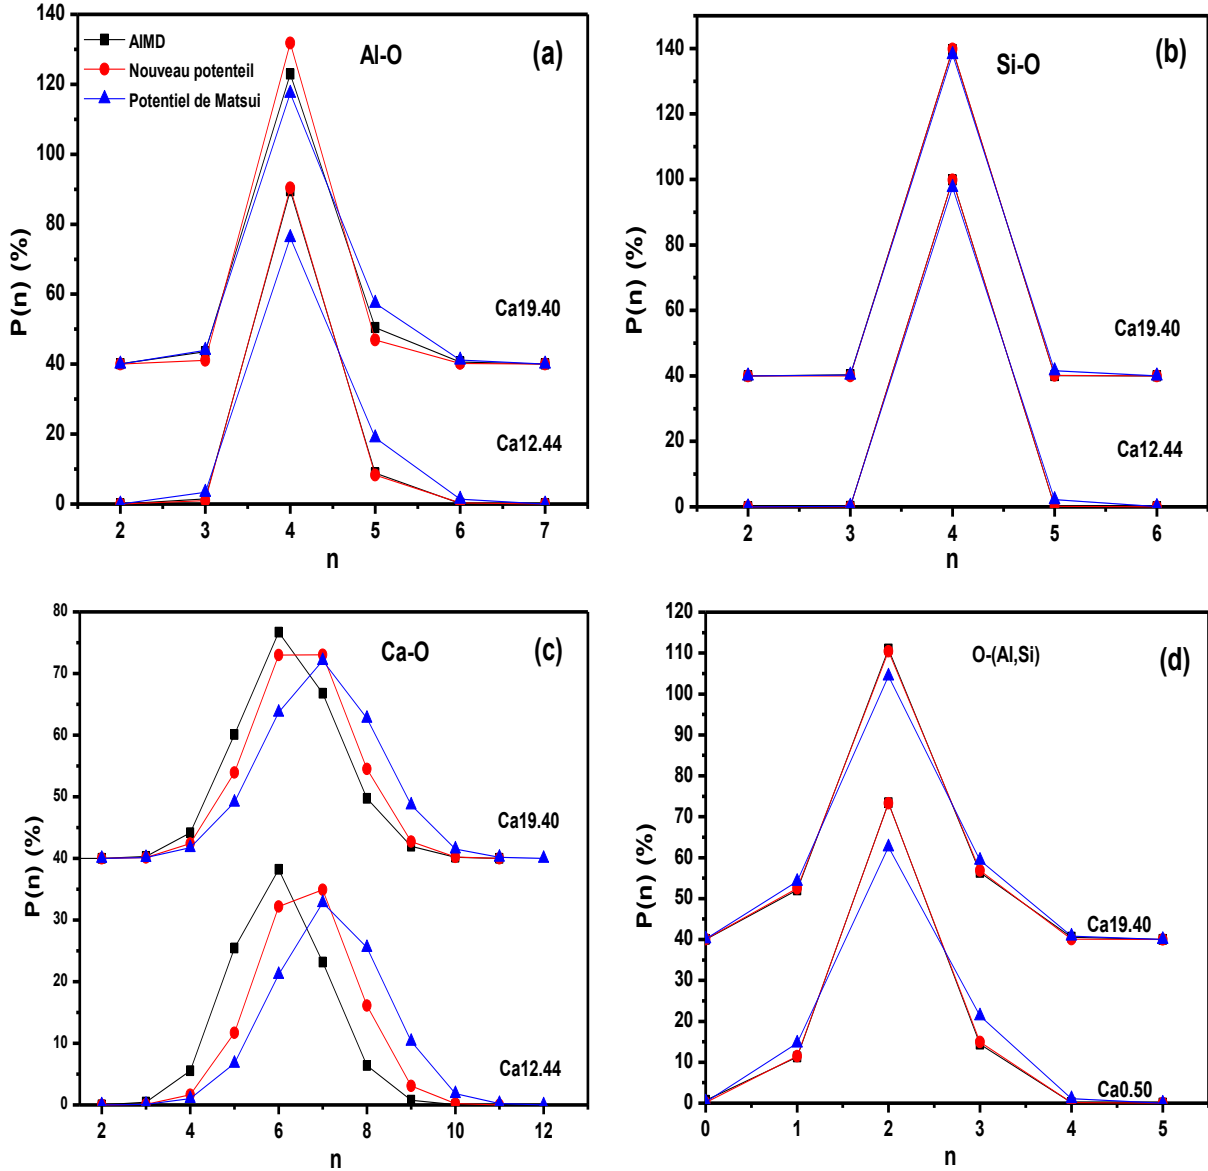 140
120
100
80
60
40
20
0
P(n) (%)
AIMD
Nouveau potenteil
Potentiel de Matsui
Al-O
(a)
Ca19.40
Ca12.44
2 3 4 5 6 7
n
140
120
100
80
60
40
20
0
P(n) (%)
Si-O
(b)
Ca19.40
Ca12.44
2 3 4 5 6
n
80
70
60
50
40
30
20
10
0
P(n) (%)
Ca-O
(c)
Ca19.40
Ca12.44
2 4 6 8 10 12
n
120
110
100
90
80
70
60
50
40
30
20
10
0
P(n) (%)
O-(Al,Si)
(d)
Ca19.40
Ca0.50
0 1 2 3 4 5
n